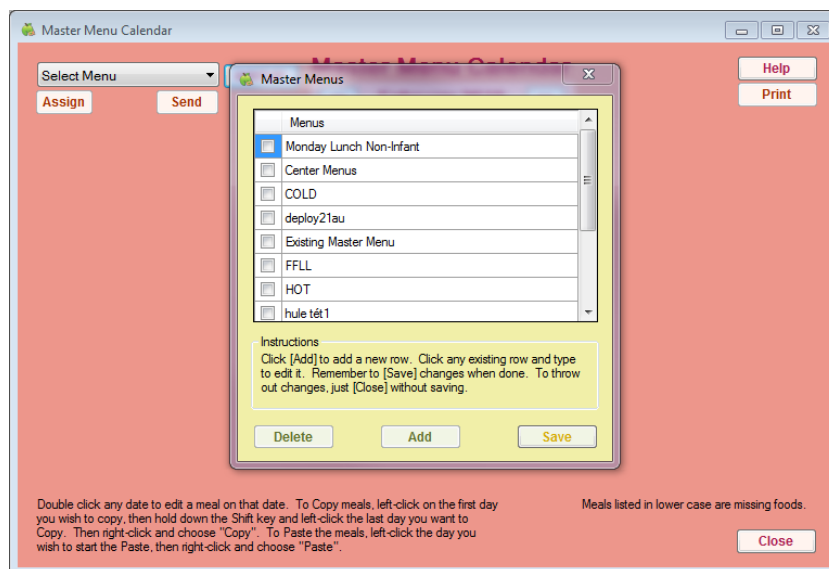 Master Menu Calendar
Master Menu Calendar
Select Menu
Help
Assign
Send
Print
Master Menus
Menus
Monday Lunch Non-Infant
Center Menus
COLD
deploy21au
Existing Master Menu
FFLL
HOT
hule tét1
Instructions
Click [Add] to add a new row. Click any existing row and type
to edit it. Remember to [Save] changes when done. To throw
out changes, just [Close] without saving.
Delete
Add
Save
Double click any date to edit a meal on that date. To Copy meals, left-click on the first day
you wish to copy, then hold down the Shift key and left-click the last day you want to
Copy. Then right-click and choose "Copy". To Paste the meals, left-click the day you
wish to start the Paste, then right-click and choose "Paste".
Meals listed in lower case are missing foods.
Close